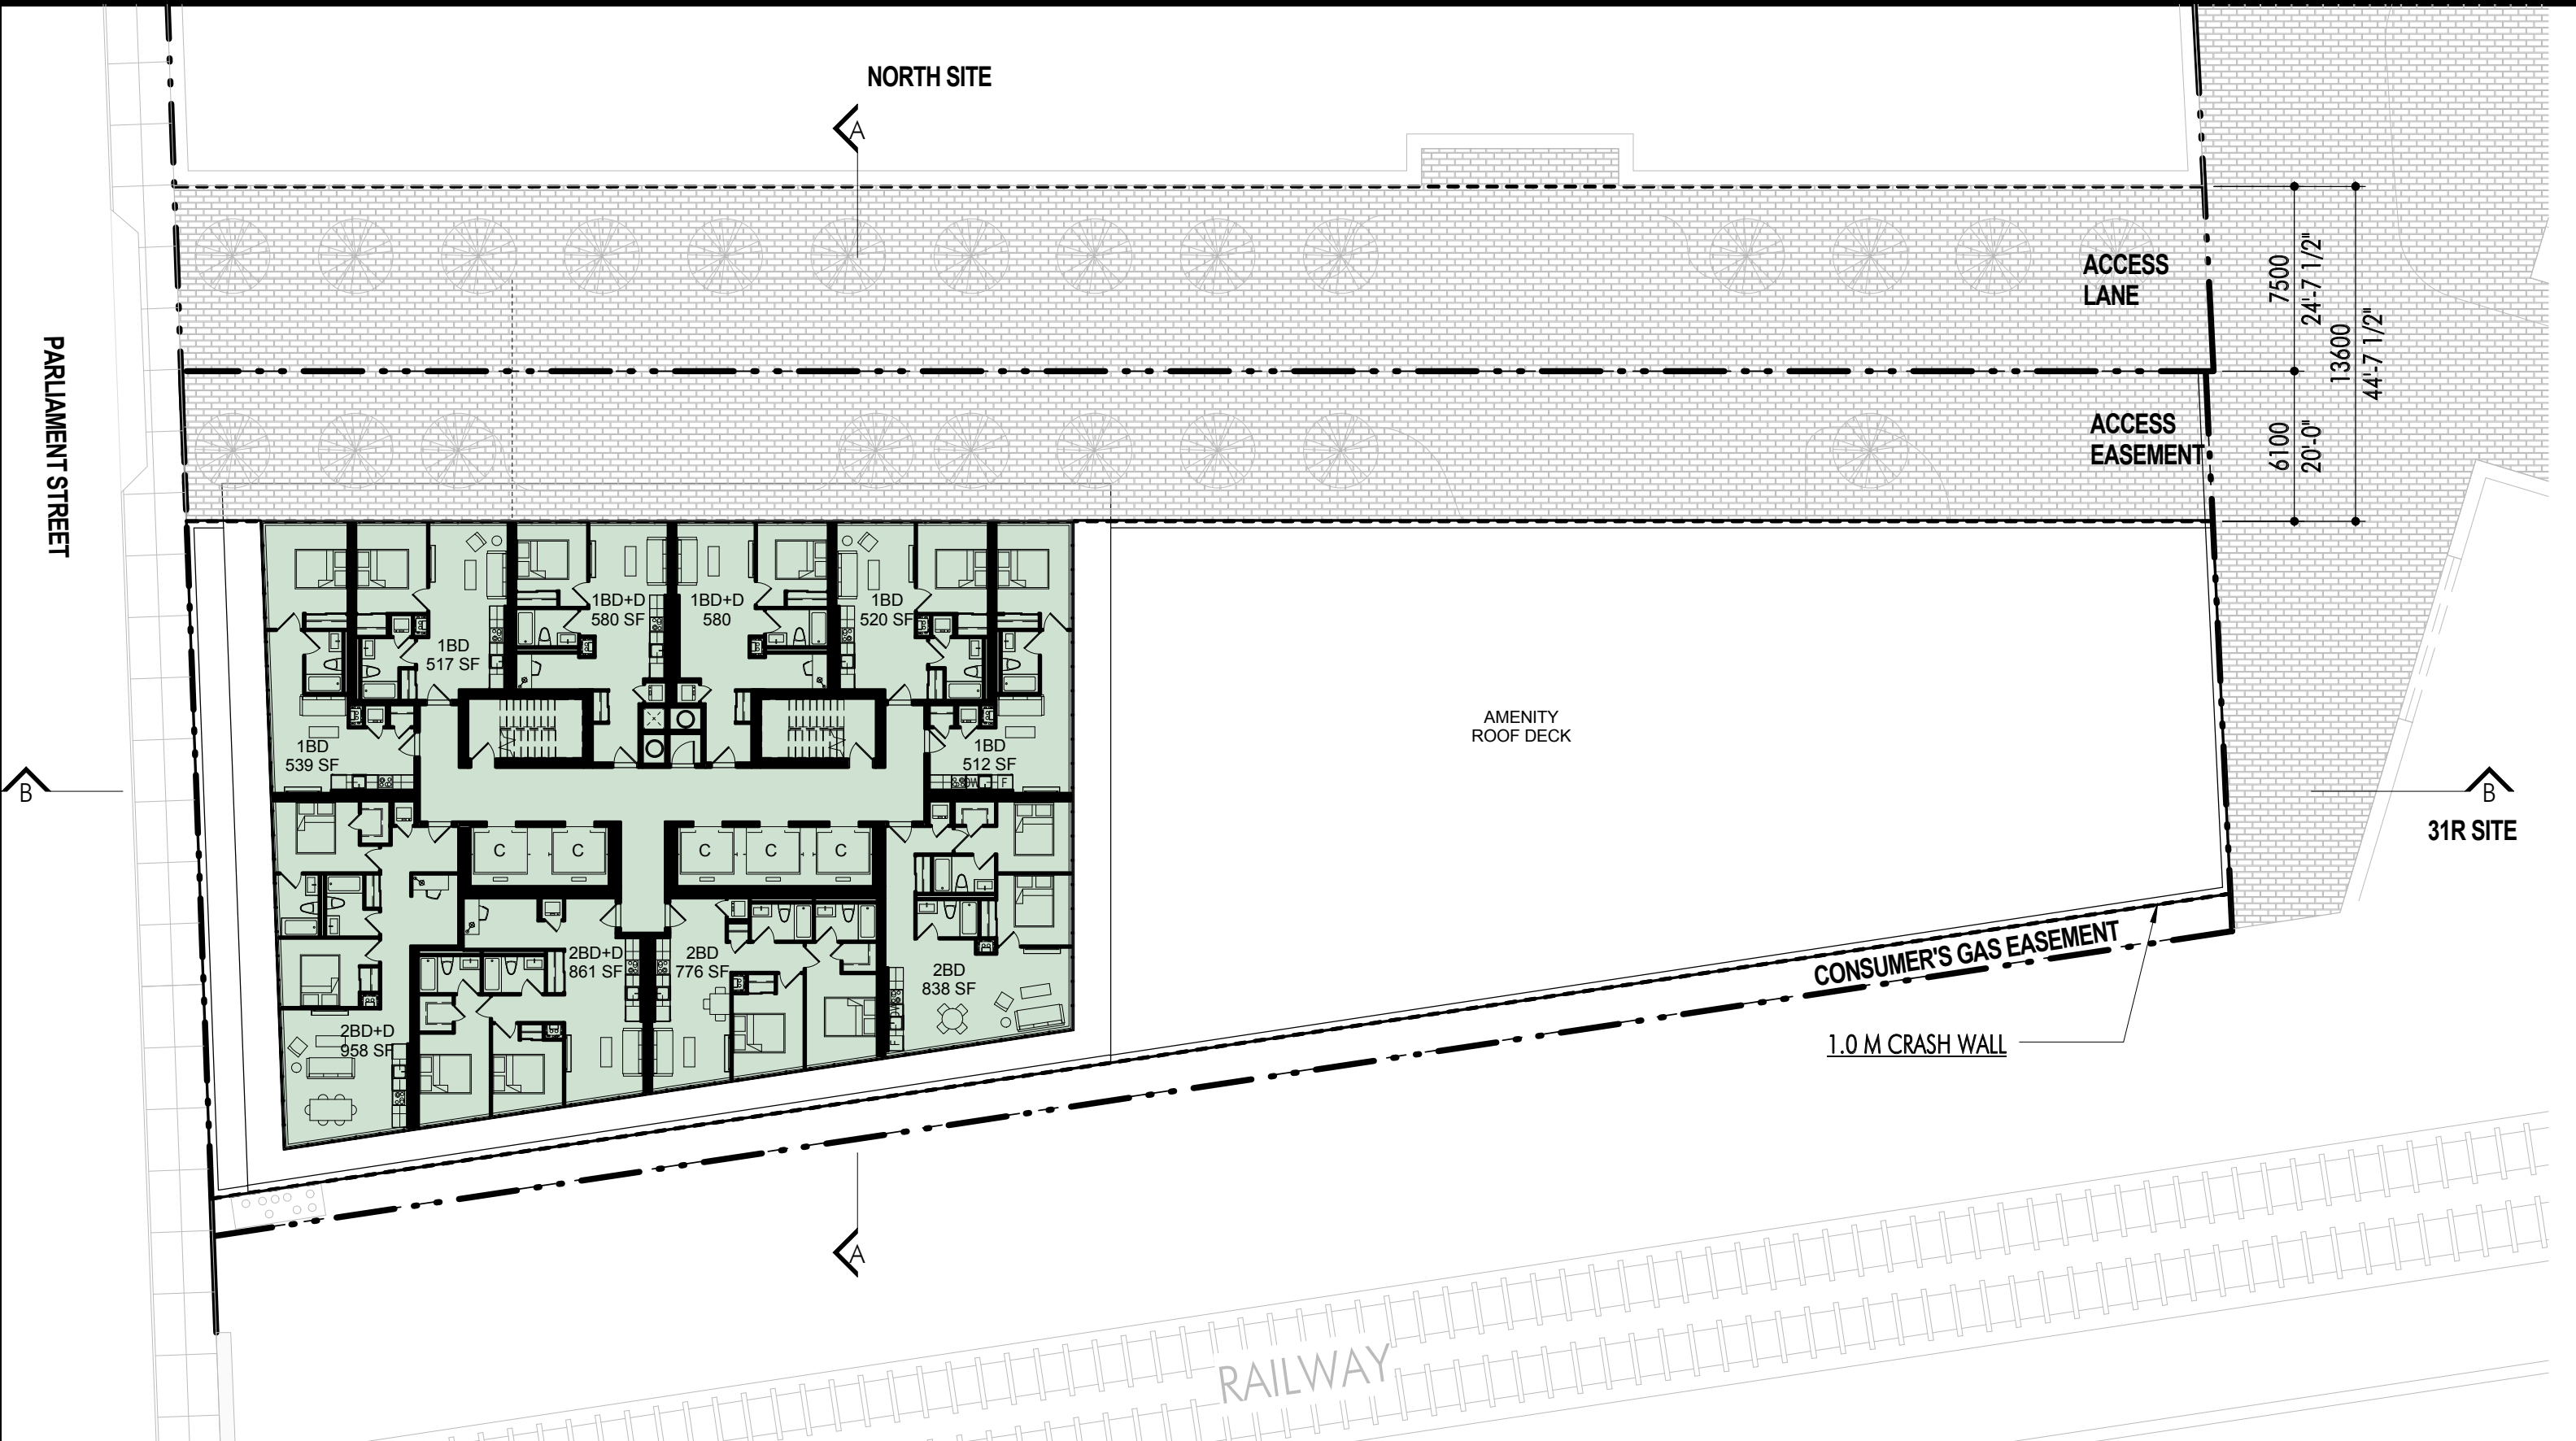 NORTH SITE
A
PARLIAMENT STREET
ACCESS
LANE
7500
24'-7 1/2"
13600
44'-7 1/2"
ACCESS
EASEMENT
6100
20'-0"
1BD+D
580 SF
1BD+D
580
1BD
520 SF
1BD
517 SF
1BD
539 SF
1BD
512 SF
DW
F
AMENITY
ROOF DECK
B
B
31R SITE
C
C
C
C
C
2BD+D
861 SF
2BD
776 SF
2BD
838 SF
DW
F
2BD+D
958 SF
CONSUMER'S GAS EASEMENT
1.0 M CRASH WALL
A
RAILWAY